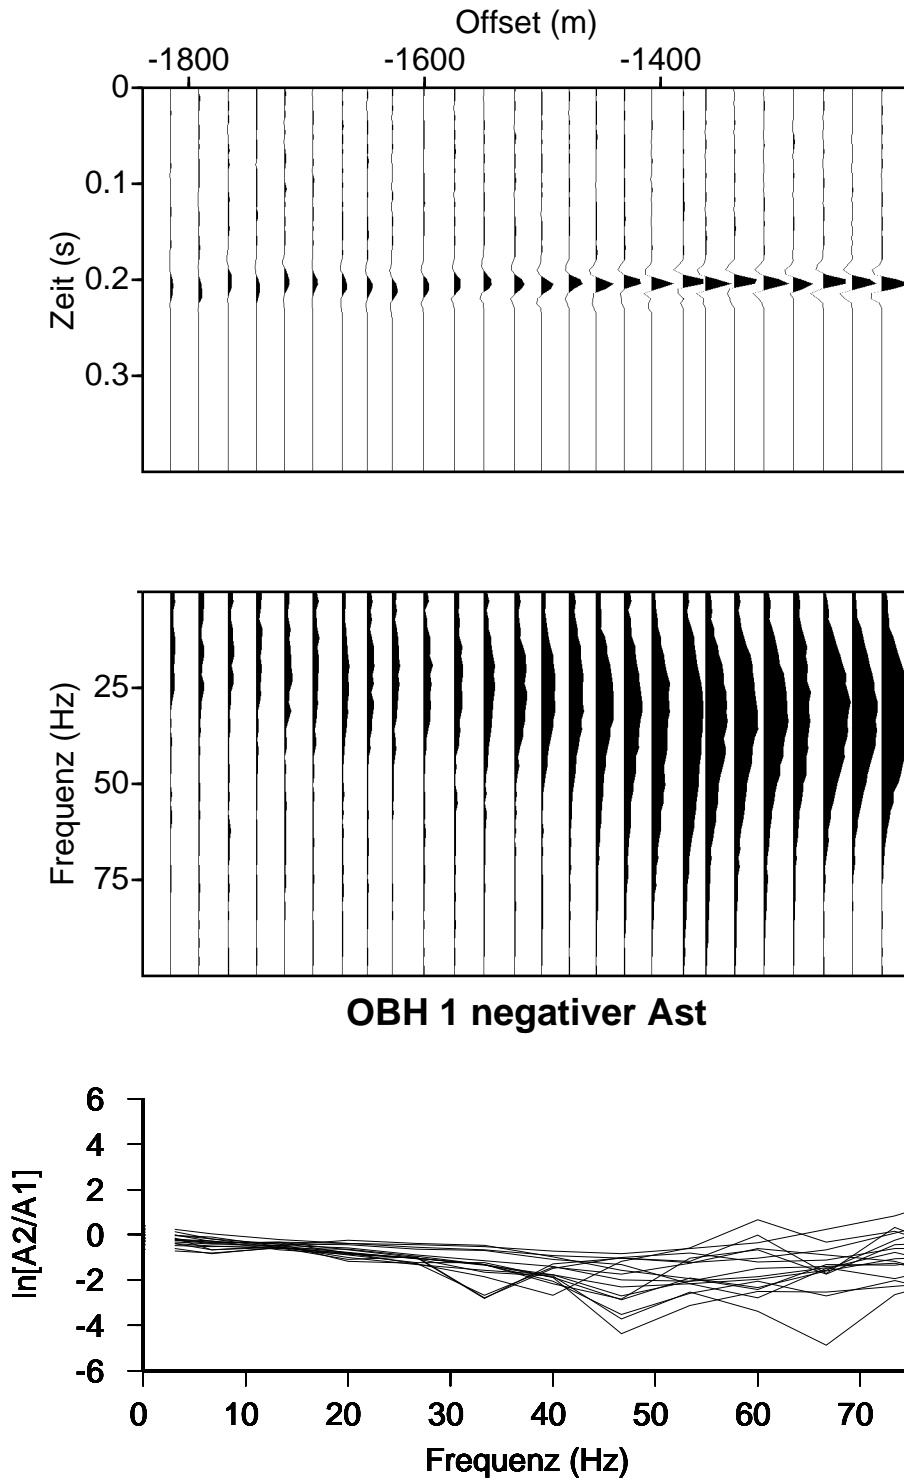 Offset (m)
-1800 -1600 -1400
0
0.1
0.2
0.3
Zeit (s)
25
50
75
Frequenz (Hz)
OBH 1 negativer Ast
6
4
2
0
-2
-4
-6
ln[A2/A1]
0 10 20 30 40 50 60 70
Frequenz (Hz)